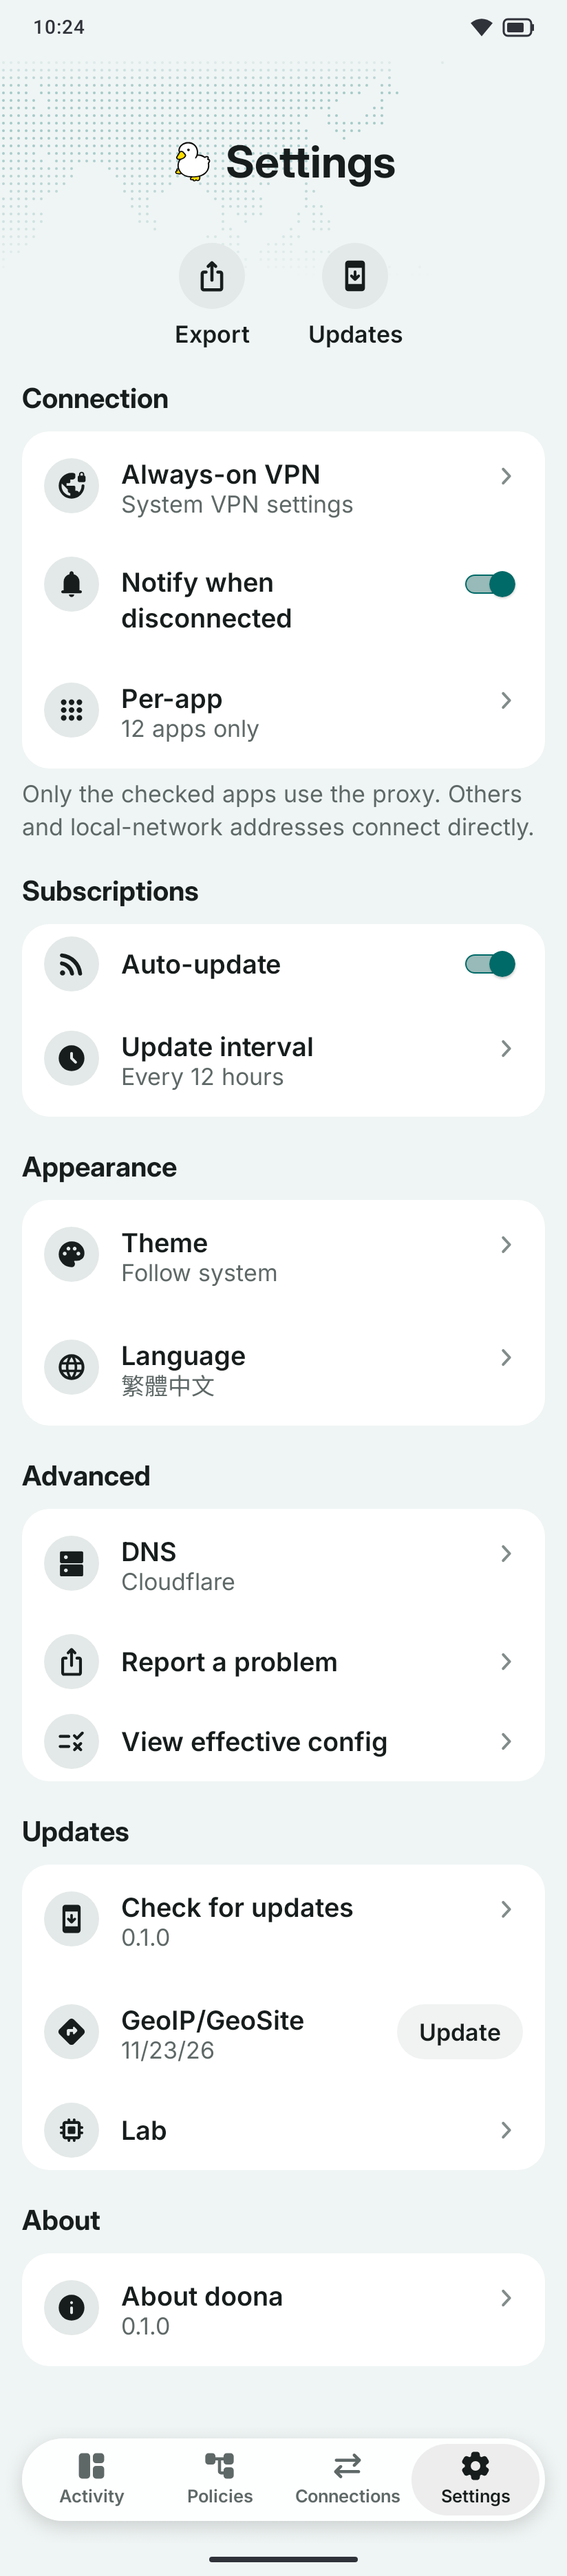 10:24
Settings
Export
Updates
Connection
Always-on VPN
System VPN settings
Notify when
disconnected
Per-app
12 apps only
Only the checked apps use the proxy. Others
and local-network addresses connect directly.
Subscriptions
Auto-update
Update interval
Every 12 hours
Appearance
Theme
Follow system
Language
繁體中文
Advanced
DNS
Cloudflare
Report a problem
View effective config
Updates
Check for updates
0.1.0
GeoIP/GeoSite
11/23/26
Update
Lab
About
About doona
0.1.0
Activity
Policies
Connections
Settings